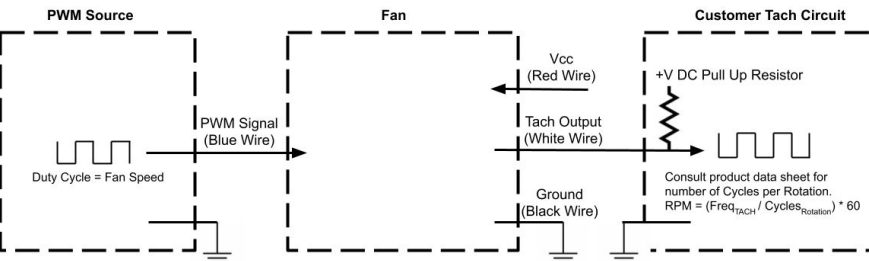 PWM Source
Fan
Customer Tach Circuit
Vcc
(Red Wire)
+V DC Pull Up Resistor
PWM Signal
(Blue Wire)
Tach Output
(White Wire)
Duty Cycle = Fan Speed
Consult product data sheet for
number of Cycles per Rotation.
RPM = (Freq_TACH / Cycles_Rotation) * 60
Ground
(Black Wire)